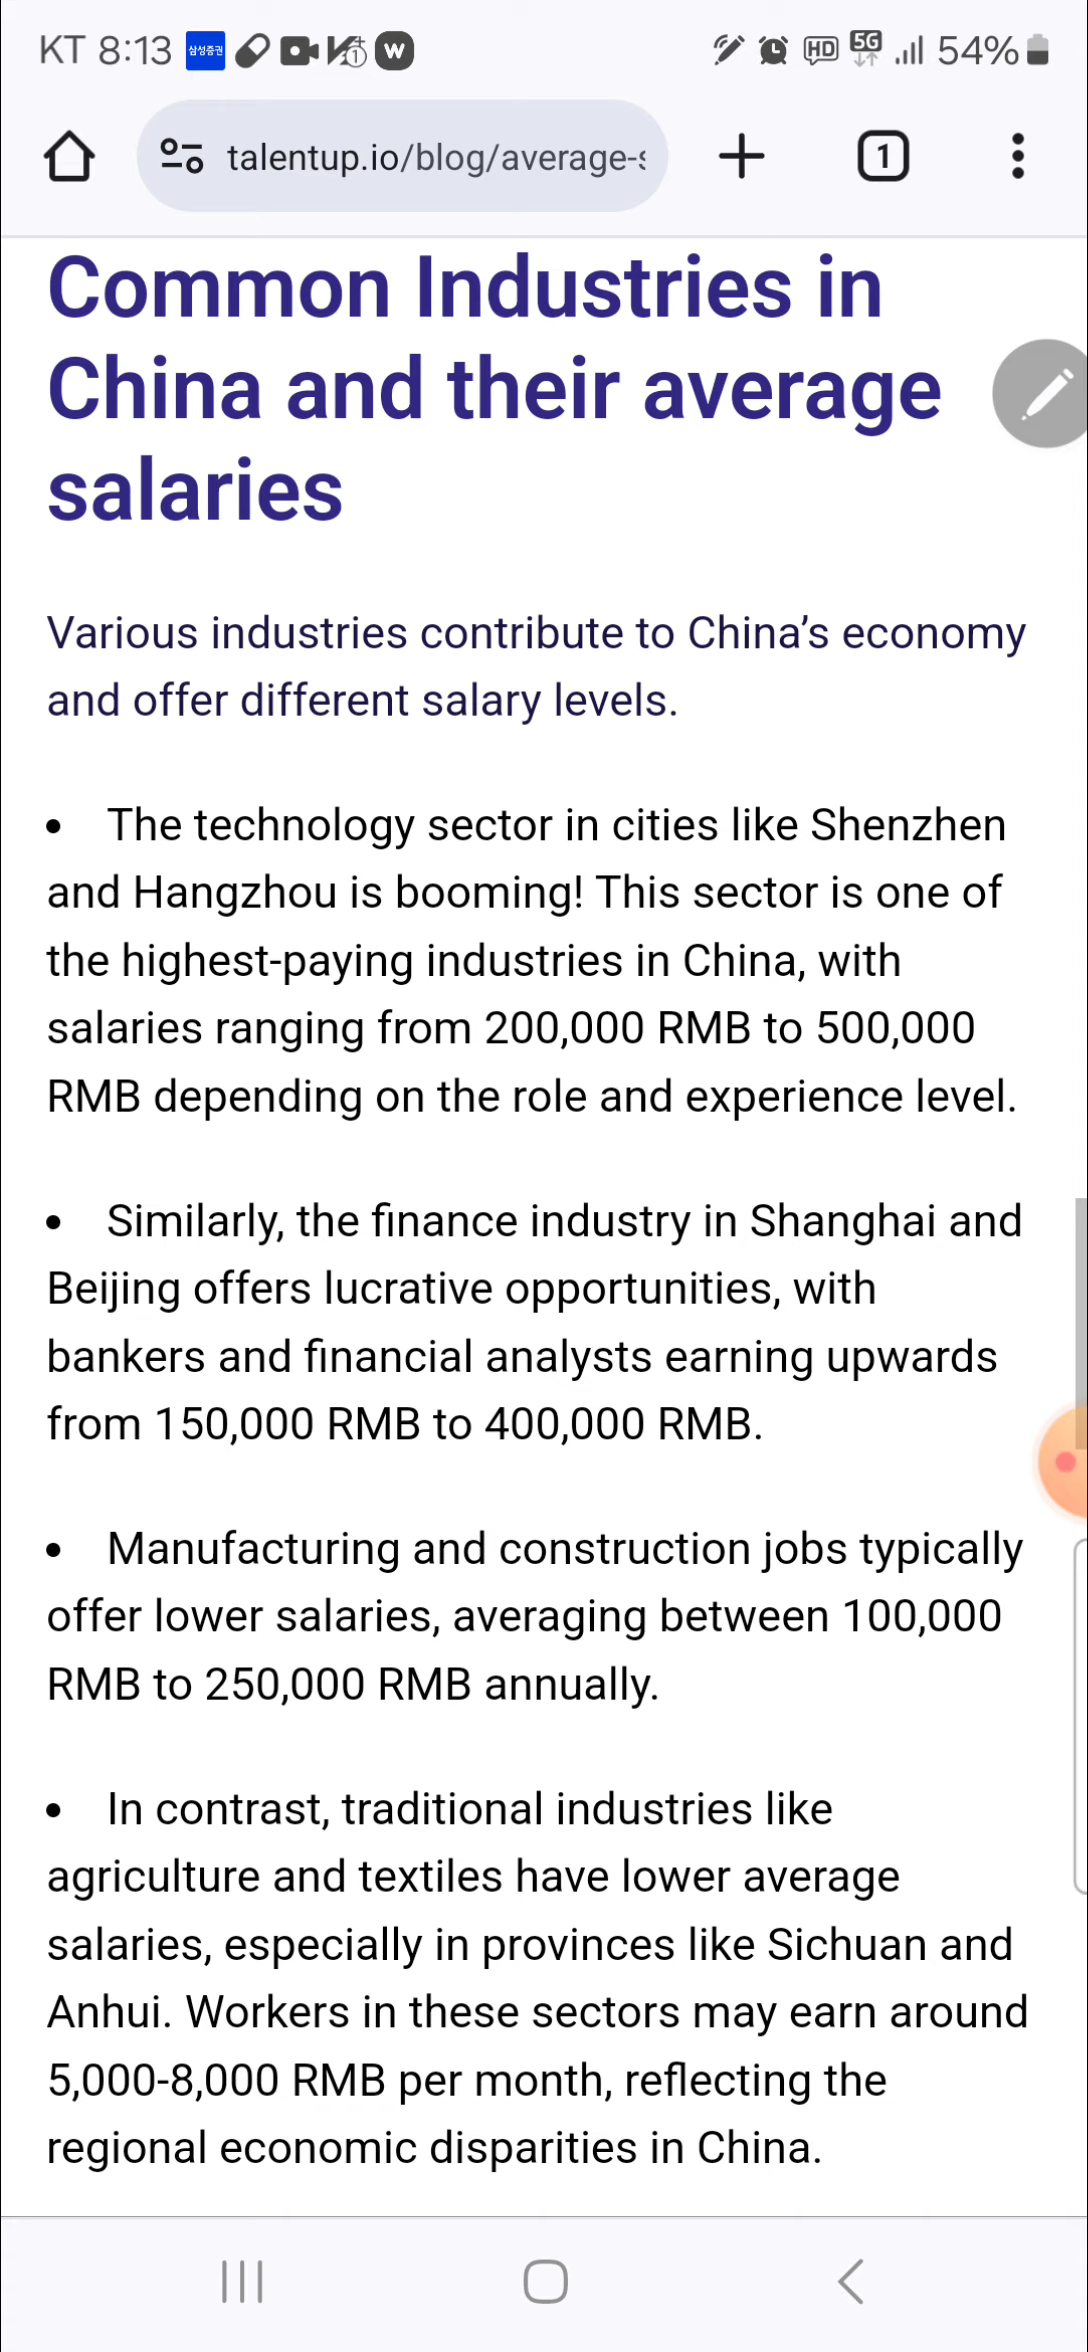 KT 8:13 삼성증권 1 W HD 5G 54%
talentup.io/blog/average-s 1
Common Industries in
China and their average
salaries
Various industries contribute to China’s economy
and offer different salary levels.
• The technology sector in cities like Shenzhen
and Hangzhou is booming! This sector is one of
the highest-paying industries in China, with
salaries ranging from 200,000 RMB to 500,000
RMB depending on the role and experience level.
• Similarly, the finance industry in Shanghai and
Beijing offers lucrative opportunities, with
bankers and financial analysts earning upwards
from 150,000 RMB to 400,000 RMB.
• Manufacturing and construction jobs typically
offer lower salaries, averaging between 100,000
RMB to 250,000 RMB annually.
• In contrast, traditional industries like
agriculture and textiles have lower average
salaries, especially in provinces like Sichuan and
Anhui. Workers in these sectors may earn around
5,000-8,000 RMB per month, reflecting the
regional economic disparities in China.